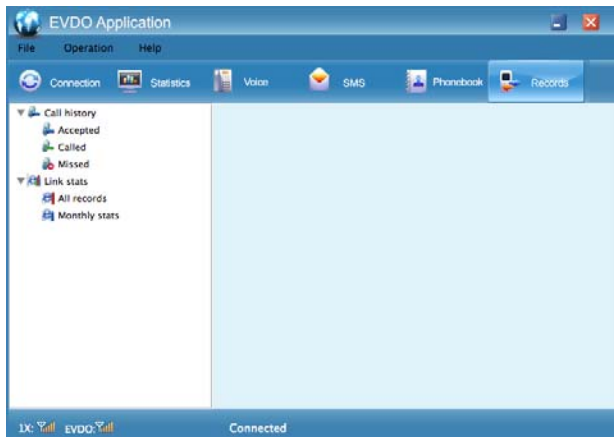 EVDO Application
File Operation Help
Connection Statistics Voice SMS Phonebook Records
Call history
Accepted
Called
Missed
Link stats
All records
Monthly stats
1X: EVDO: Connected